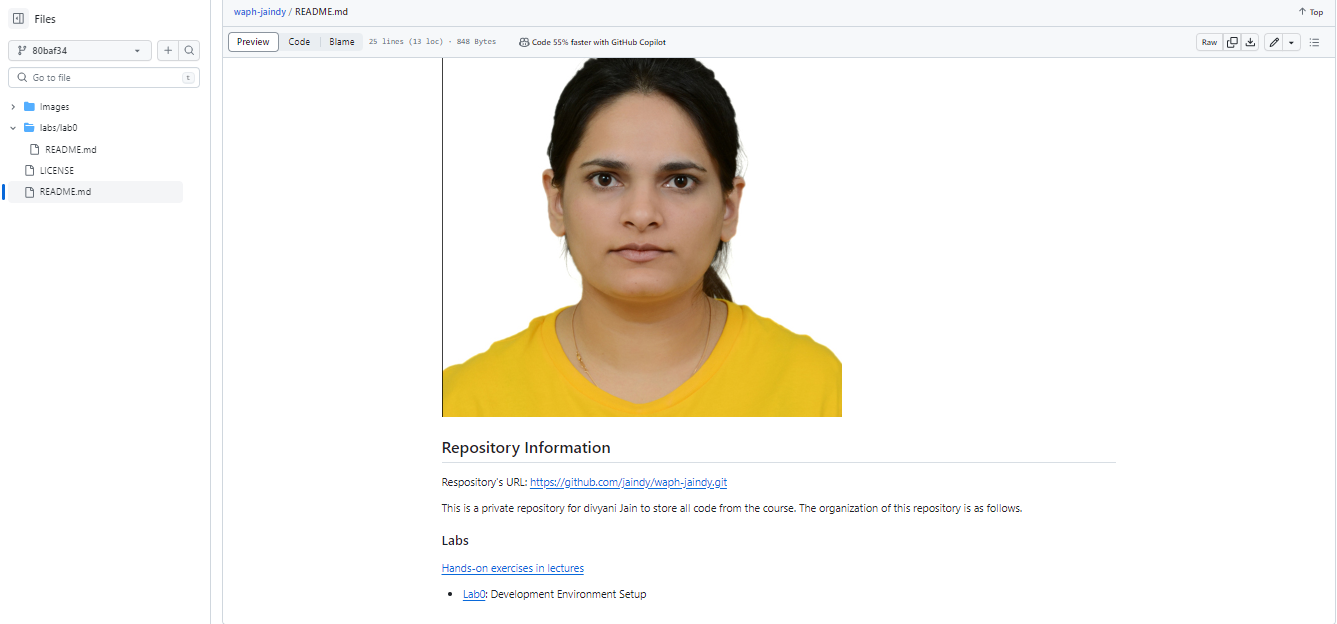 Files
waph-jaindy / README.md
Top
80baf34
Preview Code Blame 25 lines (13 loc) · 848 Bytes Code 55% faster with GitHub Copilot Raw
Go to file t
Images
labs/lab0
README.md
LICENSE
README.md
Repository Information
Respository's URL: https://github.com/jaindy/waph-jaindy.git
This is a private repository for divyani Jain to store all code from the course. The organization of this repository is as follows.
Labs
Hands-on exercises in lectures
• Lab0: Development Environment Setup